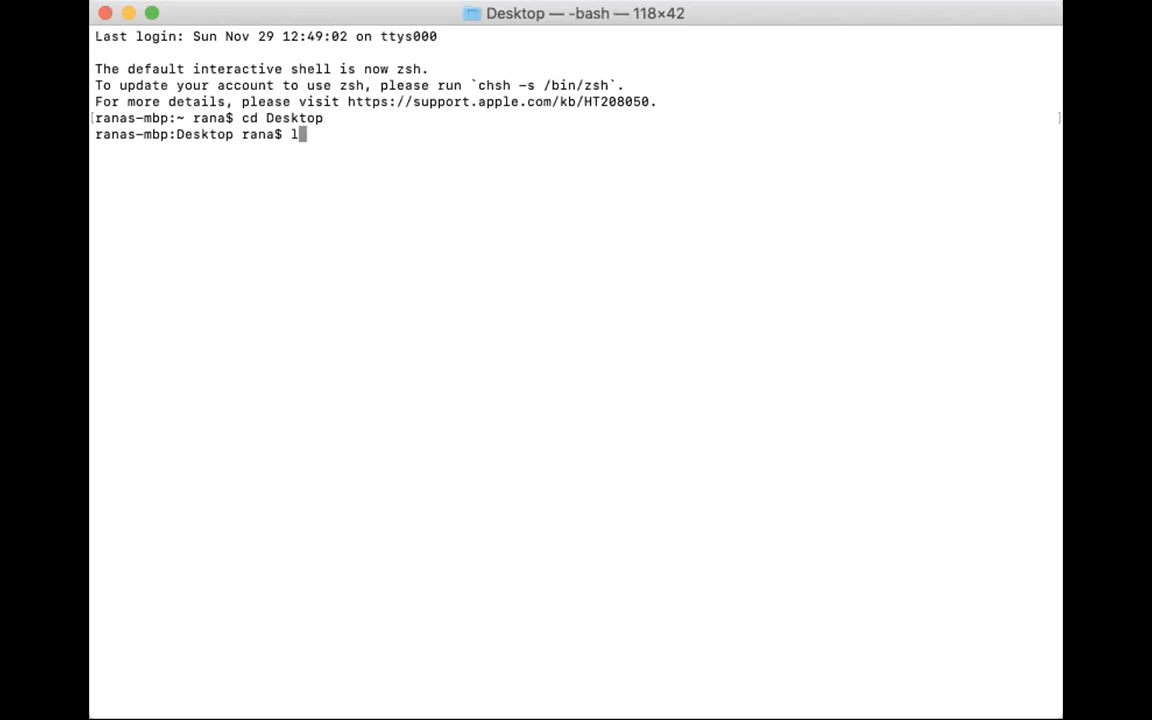 Desktop — -bash — 118×42
Last login: Sun Nov 29 12:49:02 on ttys000
The default interactive shell is now zsh.
To update your account to use zsh, please run `chsh -s /bin/zsh`.
For more details, please visit https://support.apple.com/kb/HT208050.
[ranas-mbp:~ rana$ cd Desktop ]
ranas-mbp:Desktop rana$ l